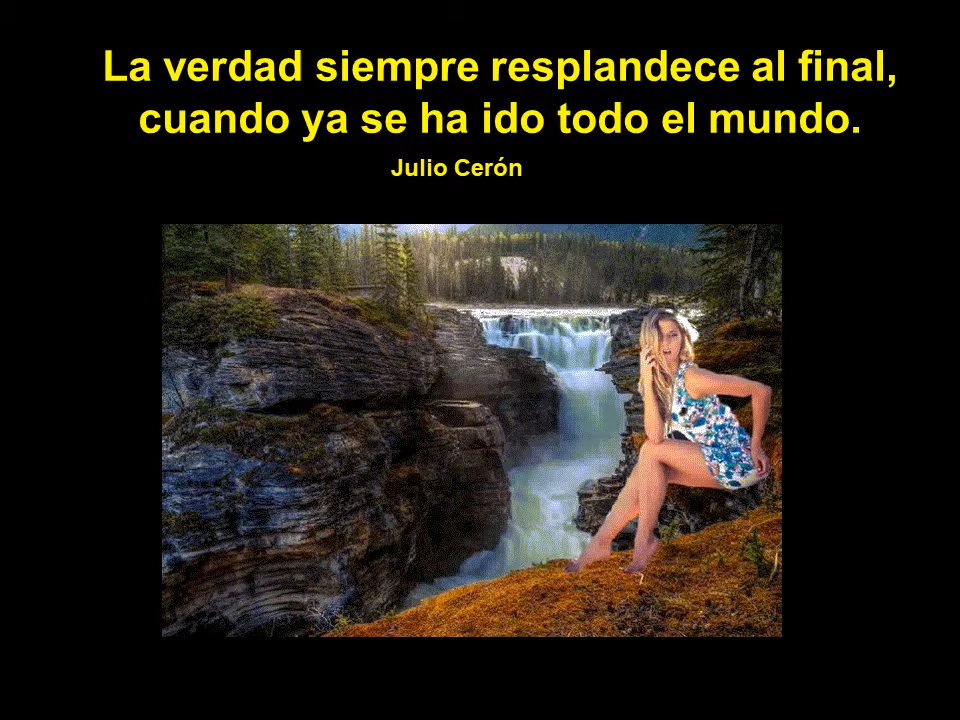 La verdad siempre resplandece al final,
cuando ya se ha ido todo el mundo.
Julio Cerón